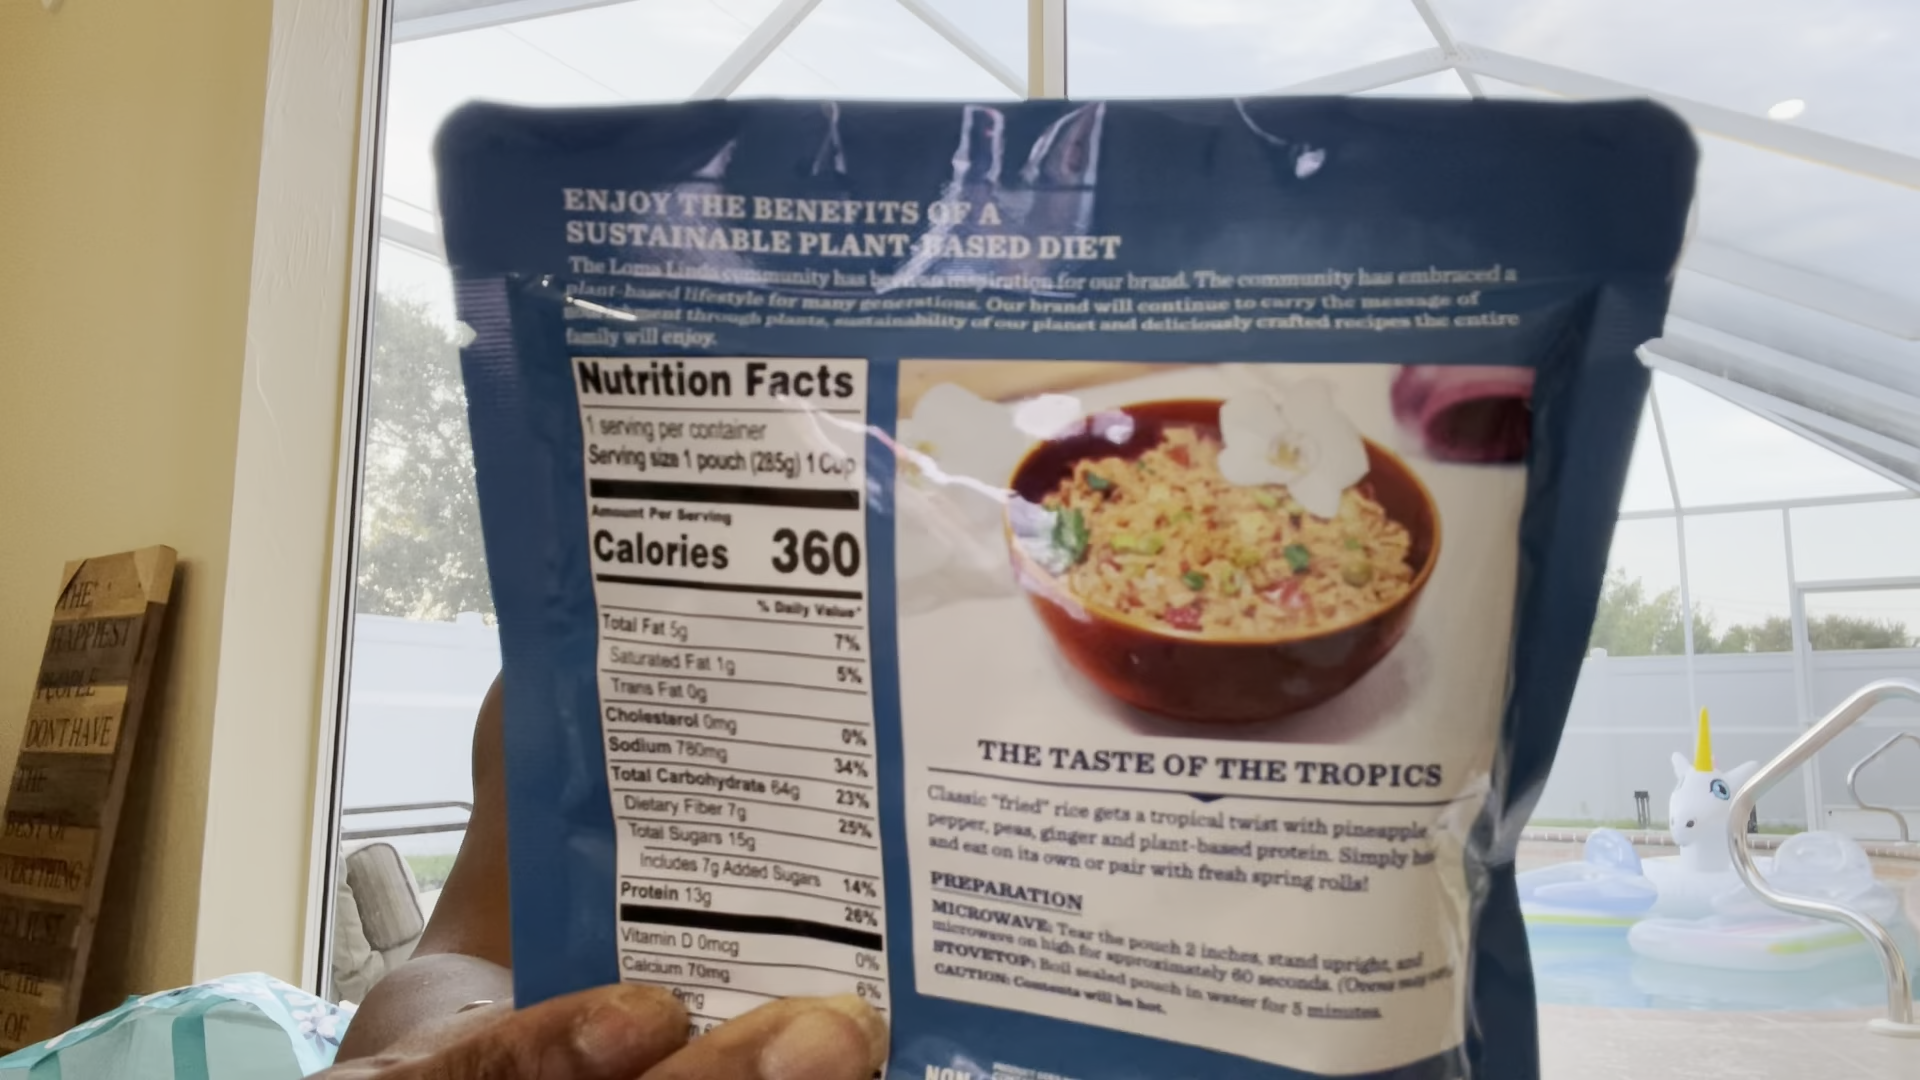 ENJOY THE BENEFITS OF A
SUSTAINABLE PLANT-BASED DIET
The Loma Linda community has been an inspiration for our brand. The community has embraced a
plant-based lifestyle for many generations. Our brand will continue to carry the message of
through plants, sustainability of our planet and deliciously crafted recipes the entire
family will enjoy.
Nutrition Facts
1 serving per container
Serving size 1 pouch (285g) 1 Cup
Amount Per Serving
Calories 360
% Daily Value*
Total Fat 5g 7%
Saturated Fat 1g 5%
Trans Fat 0g
Cholesterol 0mg 0%
Sodium 780mg 34%
Total Carbohydrate 64g 23%
Dietary Fiber 7g 25%
Total Sugars 15g
Includes 7g Added Sugars 14%
Protein 13g 26%
Vitamin D 0mcg 0%
Calcium 70mg 6%
THE TASTE OF THE TROPICS
Classic "fried" rice gets a tropical twist with pineapple,
pepper, peas, ginger and plant-based protein. Simply
and eat on its own or pair with fresh spring rolls!
PREPARATION
MICROWAVE: Tear the pouch 2 inches, stand upright, and
microwave on high for approximately 60 seconds. (Ovens may
STOVETOP: Boil sealed pouch in water for 5 minutes.
CAUTION: Contents will be hot.
NON
THE
HAPPIEST
PEOPLE
DON'T HAVE
THE
BEST OF
EVERYTHING
THE
OF